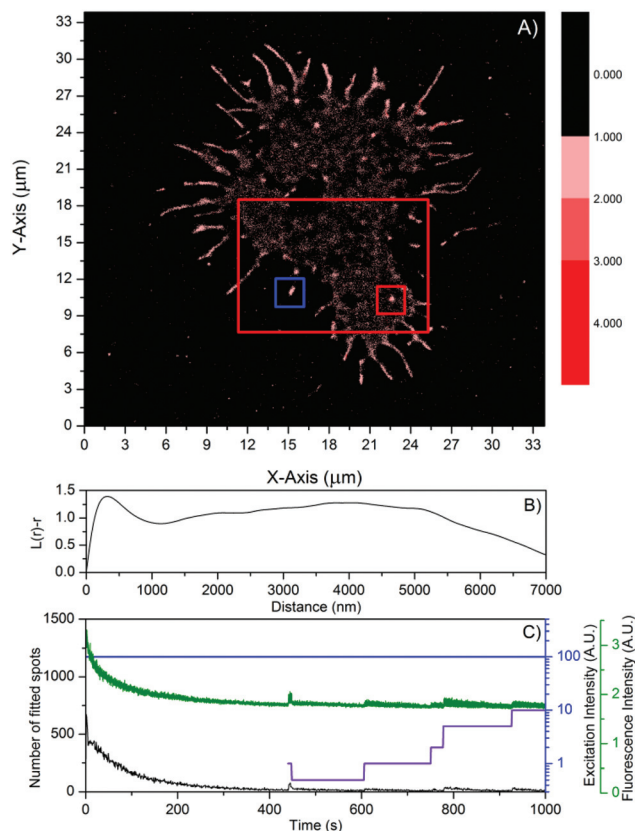 A)
33
30
27
24
21
18
15
12
9
6
3
0
Y-Axis (µm)
0 3 6 9 12 15 18 21 24 27 30 33
X-Axis (µm)
0.000
1.000
2.000
3.000
4.000
B)
1.5
1.0
0.5
0.0
L(r)-r
0 1000 2000 3000 4000 5000 6000 7000
Distance (nm)
C)
1500
1250
1000
750
500
250
0
Number of fitted spots
0 200 400 600 800 1000
Time (s)
100
10
1
Excitation Intensity (A.U.)
3
2
1
0
Fluorescence Intensity (A.U.)